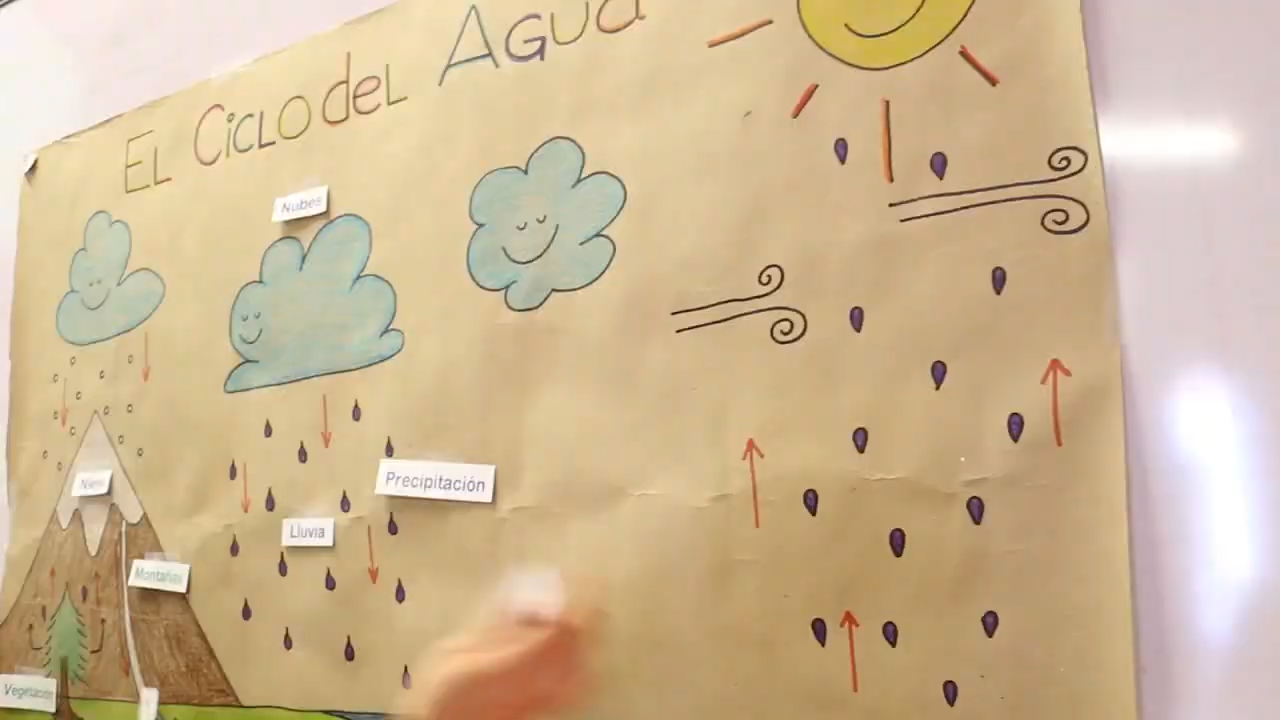 EL Ciclo del Agua
Nubes
Precipitación
Nieve
Lluvia
Montañas
Vegetación